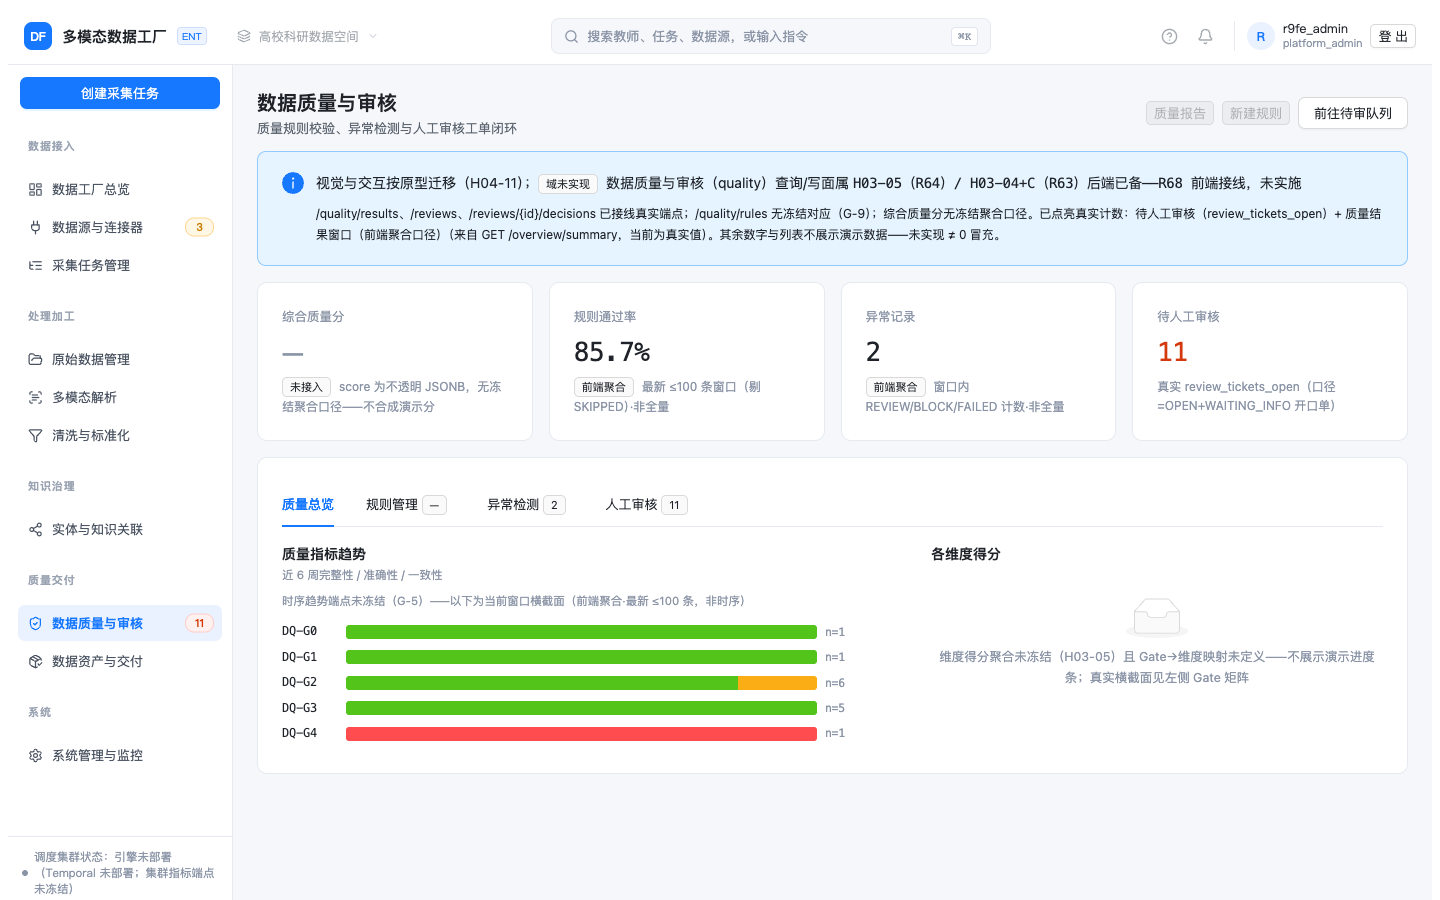 DF 多模态数据工厂 ENT 高校科研数据空间 搜索教师、任务、数据源，或输入指令 ⌘K R r9fe_admin 登 出
platform_admin
创建采集任务
数据接入
数据工厂总览
数据源与连接器 3
采集任务管理
处理加工
原始数据管理
多模态解析
清洗与标准化
知识治理
实体与知识关联
质量交付
数据质量与审核 11
数据资产与交付
系统
系统管理与监控
调度集群状态：引擎未部署
（Temporal 未部署；集群指标端点
未冻结）
数据质量与审核
质量规则校验、异常检测与人工审核工单闭环
质量报告 新建规则 前往待审队列
视觉与交互按原型迁移（H04-11）； 域未实现 数据质量与审核（quality）查询/写面属 H03-05（R64）/ H03-04+C（R63）后端已备——R68 前端接线，未实施
/quality/results、/reviews、/reviews/{id}/decisions 已接线真实端点；/quality/rules 无冻结对应（G-9）；综合质量分无冻结聚合口径。已点亮真实计数：待人工审核（review_tickets_open）+ 质量结
果窗口（前端聚合口径）（来自 GET /overview/summary，当前为真实值）。其余数字与列表不展示演示数据——未实现 ≠ 0 冒充。
综合质量分
—
未接入 score 为不透明 JSONB，无冻
结聚合口径——不合成演示分
规则通过率
85.7%
前端聚合 最新 ≤100 条窗口（剔
SKIPPED）·非全量
异常记录
2
前端聚合 窗口内
REVIEW/BLOCK/FAILED 计数·非全量
待人工审核
11
真实 review_tickets_open（口径
=OPEN+WAITING_INFO 开口单）
质量总览 规则管理 — 异常检测 2 人工审核 11
质量指标趋势
近 6 周完整性 / 准确性 / 一致性
时序趋势端点未冻结（G-5）——以下为当前窗口横截面（前端聚合·最新 ≤100 条，非时序）
DQ-G0 n=1
DQ-G1 n=1
DQ-G2 n=6
DQ-G3 n=5
DQ-G4 n=1
各维度得分
维度得分聚合未冻结（H03-05）且 Gate→维度映射未定义——不展示演示进度
条；真实横截面见左侧 Gate 矩阵